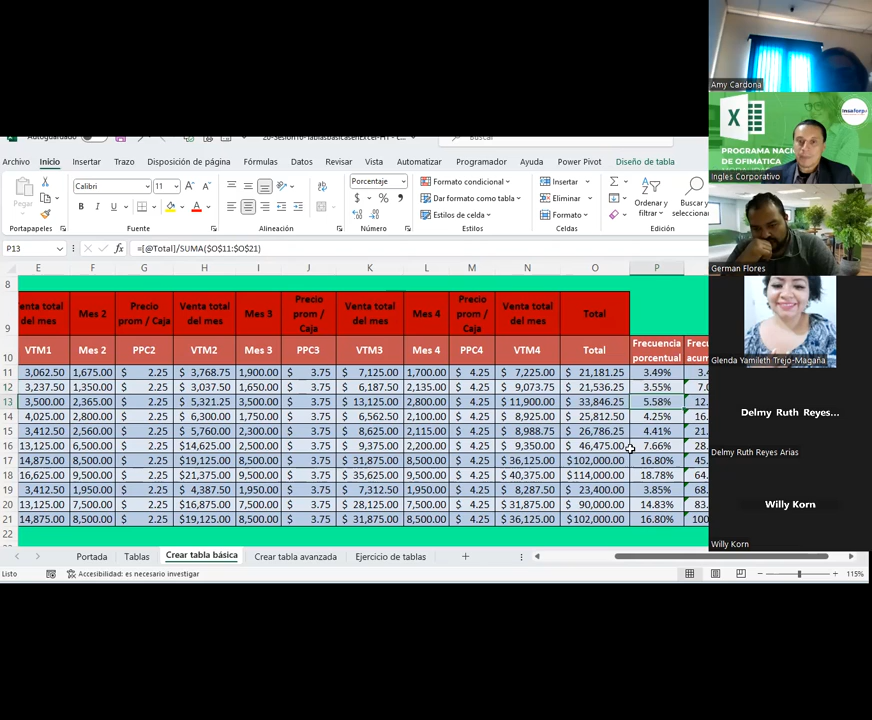 Autoguardado
Buscar
Archivo Inicio Insertar Trazo Disposición de página Fórmulas Datos Revisar Vista Automatizar Programador Ayuda Power Pivot Diseño de tabla
Pegar
Calibri 11
N K S
Porcentaje
$ % 
Formato condicional
Dar formato como tabla
Estilos de celda
Insertar
Eliminar
Formato
Ordenar y filtrar
Buscar y
Portapapeles Fuente Alineación Número Estilos Celdas Edición
P13 fx =[@Total]/SUMA($O$11:$O$21)
E F G H I J K L M N O P
8
9 Venta total del mes Mes 2 Precio prom / Caja Venta total del mes Mes 3 Precio prom / Caja Venta total del mes Mes 4 Precio prom / Caja Venta total del mes Total
10 VTM1 Mes 2 PPC2 VTM2 Mes 3 PPC3 VTM3 Mes 4 PPC4 VTM4 Total Frecuencia porcentual
11 3,062.50 1,675.00 $ 2.25 $ 3,768.75 1,900.00 $ 3.75 $ 7,125.00 1,700.00 $ 4.25 $ 7,225.00 $ 21,181.25 3.49%
12 3,237.50 1,350.00 $ 2.25 $ 3,037.50 1,650.00 $ 3.75 $ 6,187.50 2,135.00 $ 4.25 $ 9,073.75 $ 21,536.25 3.55%
13 3,500.00 2,365.00 $ 2.25 $ 5,321.25 3,500.00 $ 3.75 $ 13,125.00 2,800.00 $ 4.25 $ 11,900.00 $ 33,846.25 5.58%
14 4,025.00 2,800.00 $ 2.25 $ 6,300.00 1,750.00 $ 3.75 $ 6,562.50 2,100.00 $ 4.25 $ 8,925.00 $ 25,812.50 4.25%
15 3,412.50 2,560.00 $ 2.25 $ 5,760.00 2,300.00 $ 3.75 $ 8,625.00 2,115.00 $ 4.25 $ 8,988.75 $ 26,786.25 4.41%
16 13,125.00 6,500.00 $ 2.25 $14,625.00 2,500.00 $ 3.75 $ 9,375.00 2,200.00 $ 4.25 $ 9,350.00 $ 46,475.00 7.66%
17 14,875.00 8,500.00 $ 2.25 $19,125.00 8,500.00 $ 3.75 $ 31,875.00 8,500.00 $ 4.25 $ 36,125.00 $102,000.00 16.80%
18 16,625.00 9,500.00 $ 2.25 $21,375.00 9,500.00 $ 3.75 $ 35,625.00 9,500.00 $ 4.25 $ 40,375.00 $114,000.00 18.78%
19 3,412.50 1,950.00 $ 2.25 $ 4,387.50 1,950.00 $ 3.75 $ 7,312.50 1,950.00 $ 4.25 $ 8,287.50 $ 23,400.00 3.85%
20 13,125.00 7,500.00 $ 2.25 $16,875.00 7,500.00 $ 3.75 $ 28,125.00 7,500.00 $ 4.25 $ 31,875.00 $ 90,000.00 14.83%
21 14,875.00 8,500.00 $ 2.25 $19,125.00 8,500.00 $ 3.75 $ 31,875.00 8,500.00 $ 4.25 $ 36,125.00 $102,000.00 16.80%
22
Portada Tablas Crear tabla básica Crear tabla avanzada Ejercicio de tablas
Listo Accesibilidad: es necesario investigar 115%
Amy Cardona
PROGRAMA
DE OFIMÁTICA
Ingles Corporativo
German Flores
Glenda Yamileth Trejo-Magaña
Delmy Ruth Reyes...
Delmy Ruth Reyes Arias
Willy Korn
Willy Korn